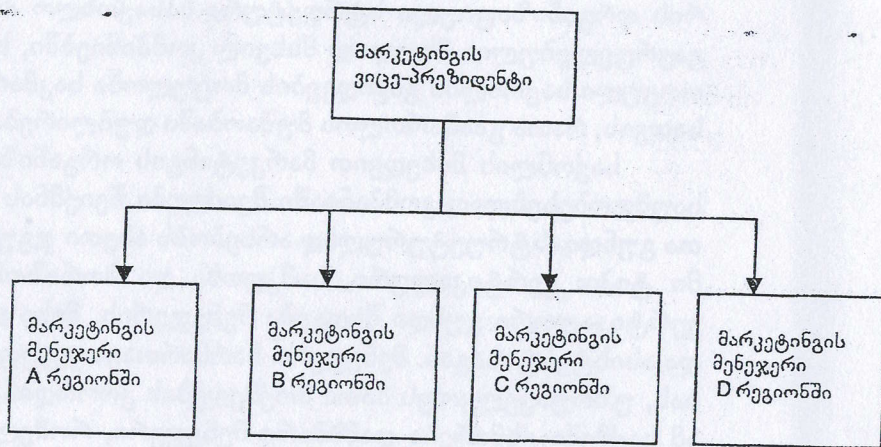 მარკეტინგის
ვიცე-პრეზიდენტი
მარკეტინგის
მენეჯერი
A რეგიონში
მარკეტინგის
მენეჯერი
B რეგიონში
მარკეტინგის
მენეჯერი
C რეგიონში
მარკეტინგის
მენეჯერი
D რეგიონში